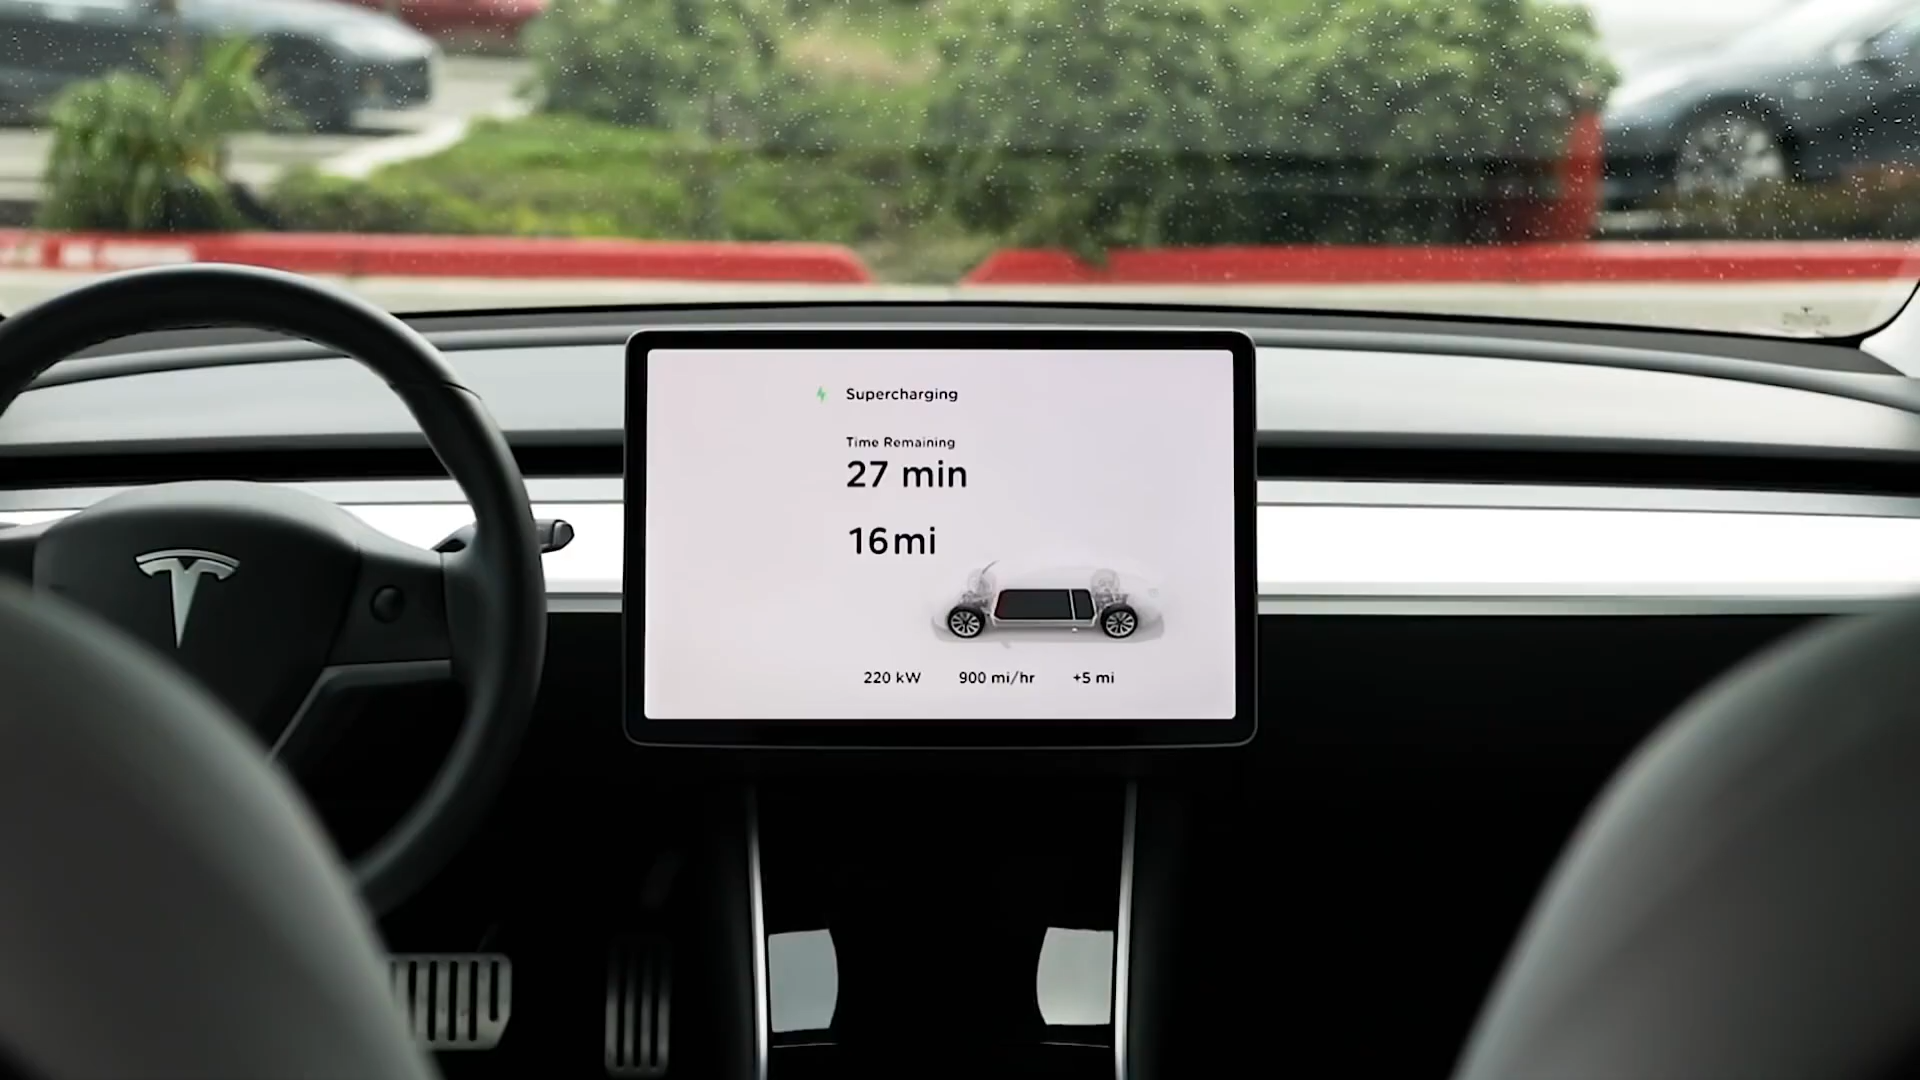 Supercharging
Time Remaining
27 min
16mi
220 kW 900 mi/hr +5 mi